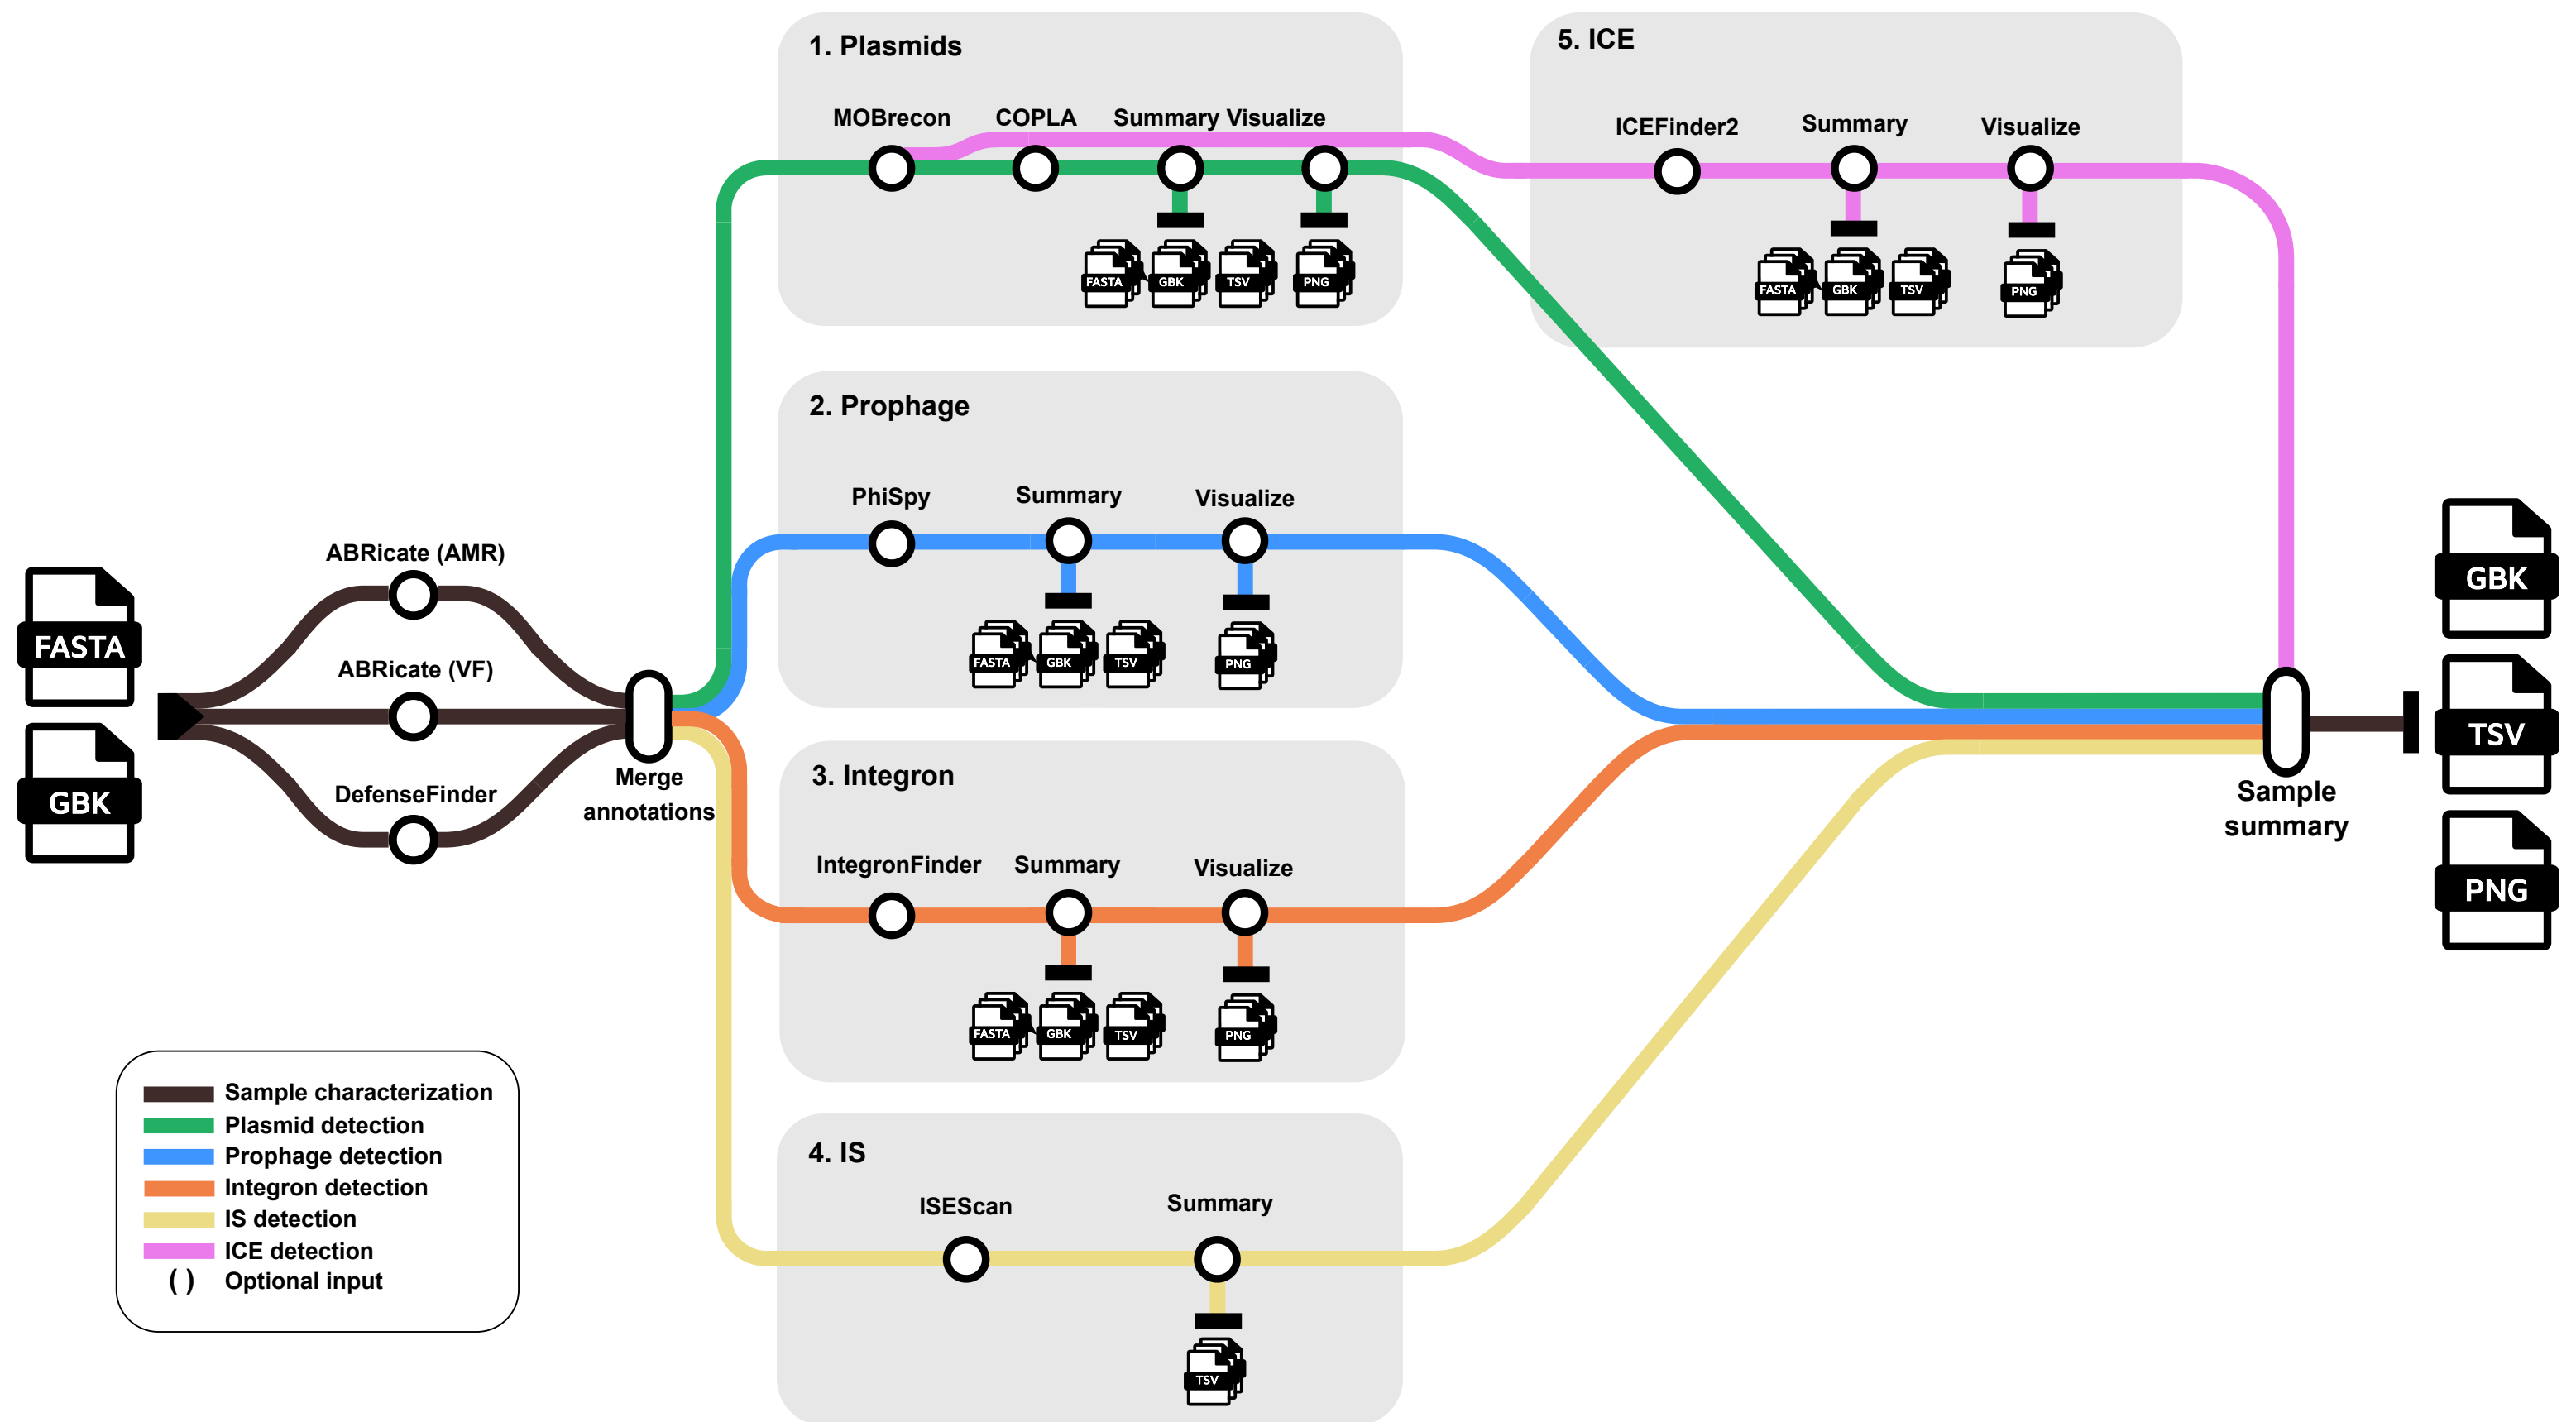 FASTA
GBK
ABRicate (AMR)
ABRicate (VF)
DefenseFinder
Merge
annotations
1. Plasmids
MOBrecon
COPLA
Summary Visualize
FASTA
GBK
TSV
PNG
5. ICE
ICEFinder2
Summary
Visualize
FASTA
GBK
TSV
PNG
2. Prophage
PhiSpy
Summary
Visualize
FASTA
GBK
TSV
PNG
3. Integron
IntegronFinder
Summary
Visualize
FASTA
GBK
TSV
PNG
4. IS
ISEScan
Summary
TSV
Sample
summary
GBK
TSV
PNG
Sample characterization
Plasmid detection
Prophage detection
Integron detection
IS detection
ICE detection
( ) Optional input